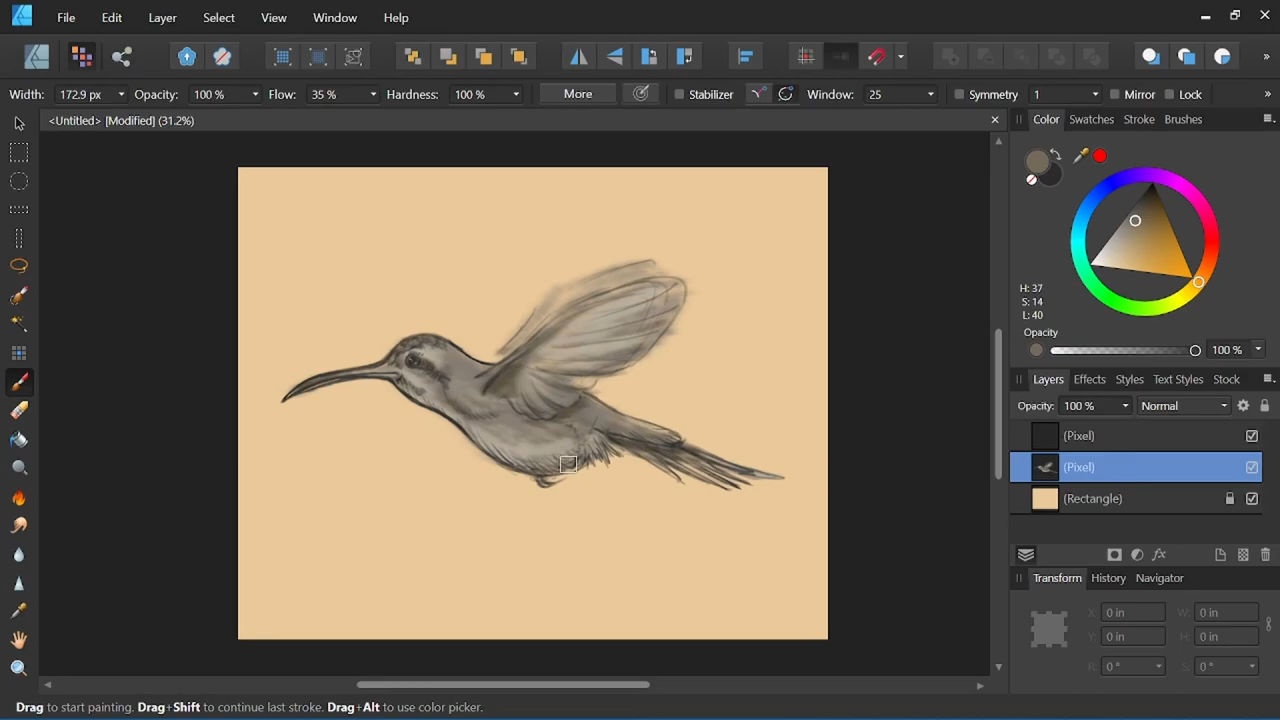 File Edit Layer Select View Window Help
Width: 172.9 px Opacity: 100 % Flow: 35 % Hardness: 100 % More Stabilizer Window: 25 Symmetry 1 Mirror Lock
<Untitled> [Modified] (31.2%)
Color Swatches Stroke Brushes
H: 37
S: 14
L: 40
Opacity
100 %
Layers Effects Styles Text Styles Stock
Opacity: 100 % Normal
(Pixel)
(Pixel)
(Rectangle)
Transform History Navigator
X: 0 in W: 0 in
Y: 0 in H: 0 in
R: 0 ° S: 0 °
Drag to start painting. Drag+Shift to continue last stroke. Drag+Alt to use color picker.